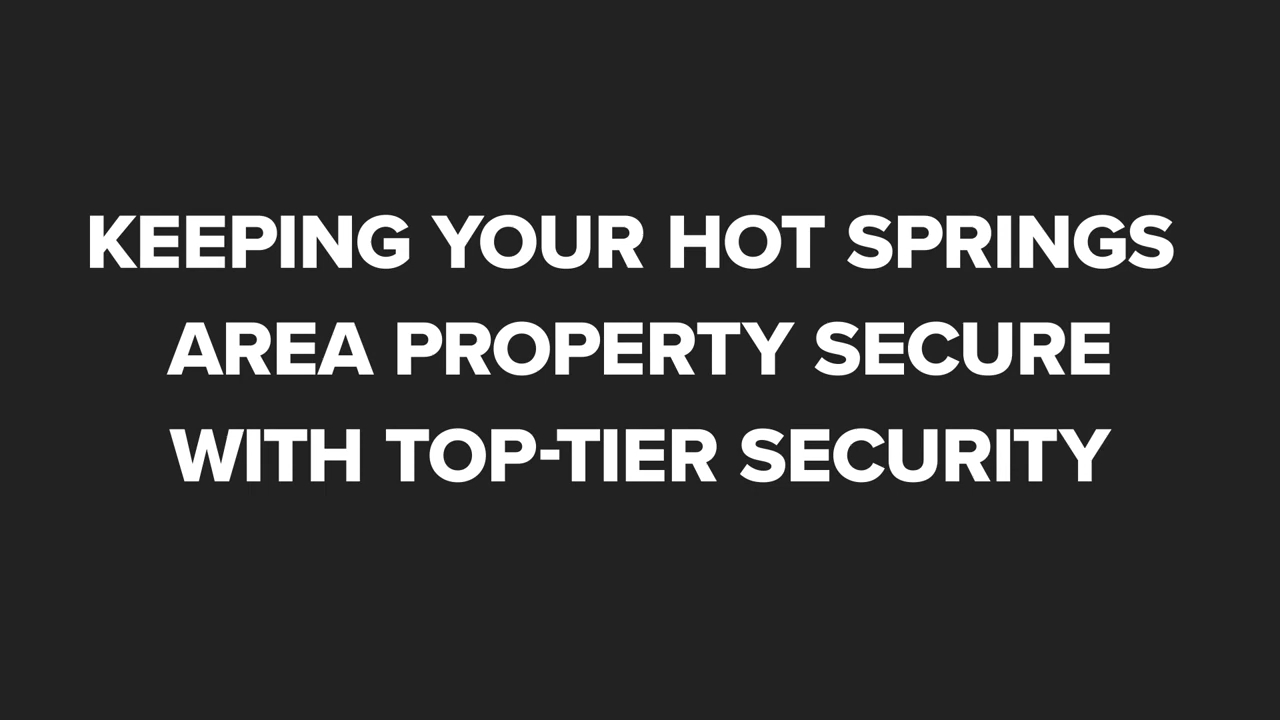 KEEPING YOUR HOT SPRINGS
AREA PROPERTY SECURE
WITH TOP-TIER SECURITY